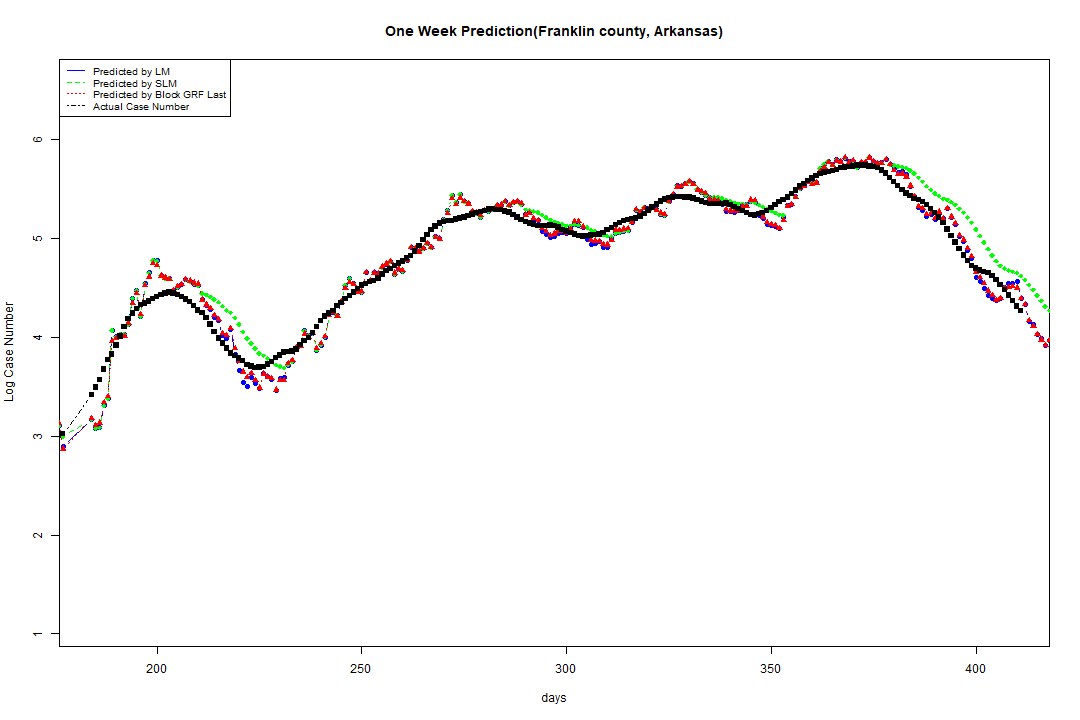 One Week Prediction(Franklin county, Arkansas)
Predicted by LM
Predicted by SLM
Predicted by Block GRF Last
Actual Case Number
Log Case Number
6
5
4
3
2
1
200
250
300
350
400
days